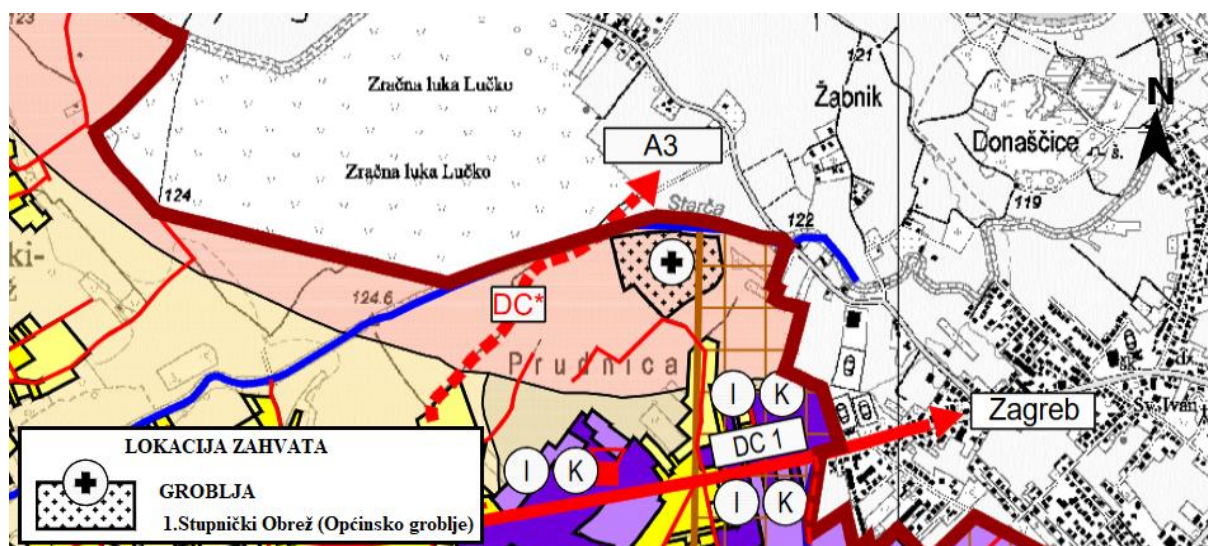 123
Zračna luka Lučko
Zračna luka Lučko
A3
Žabnik
121
N
Donaščice
š.
124
Starča
122
119
ki-
ž
124.6
DC*
Prudnica
I K
DC 1
Zagreb
Sv. Ivan
I K
I K
LOKACIJA ZAHVATA
GROBLJA
1.Stupnički Obrež (Općinsko groblje)